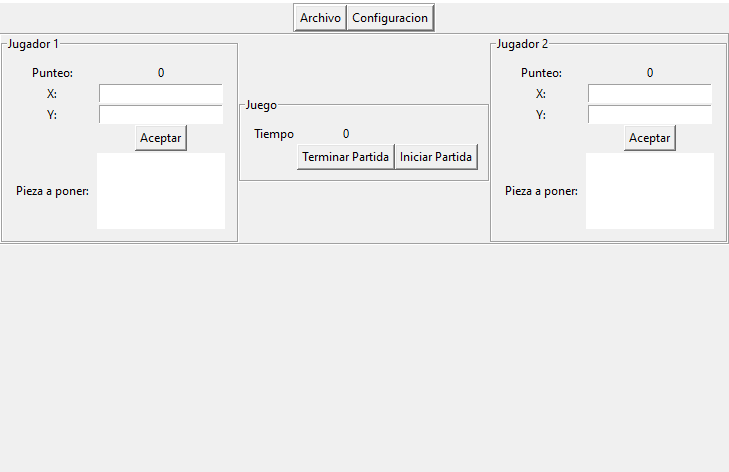 Archivo Configuracion
Jugador 1
Punteo: 0
X:
Y:
Aceptar
Pieza a poner:
Juego
Tiempo 0
Terminar Partida Iniciar Partida
Jugador 2
Punteo: 0
X:
Y:
Aceptar
Pieza a poner: